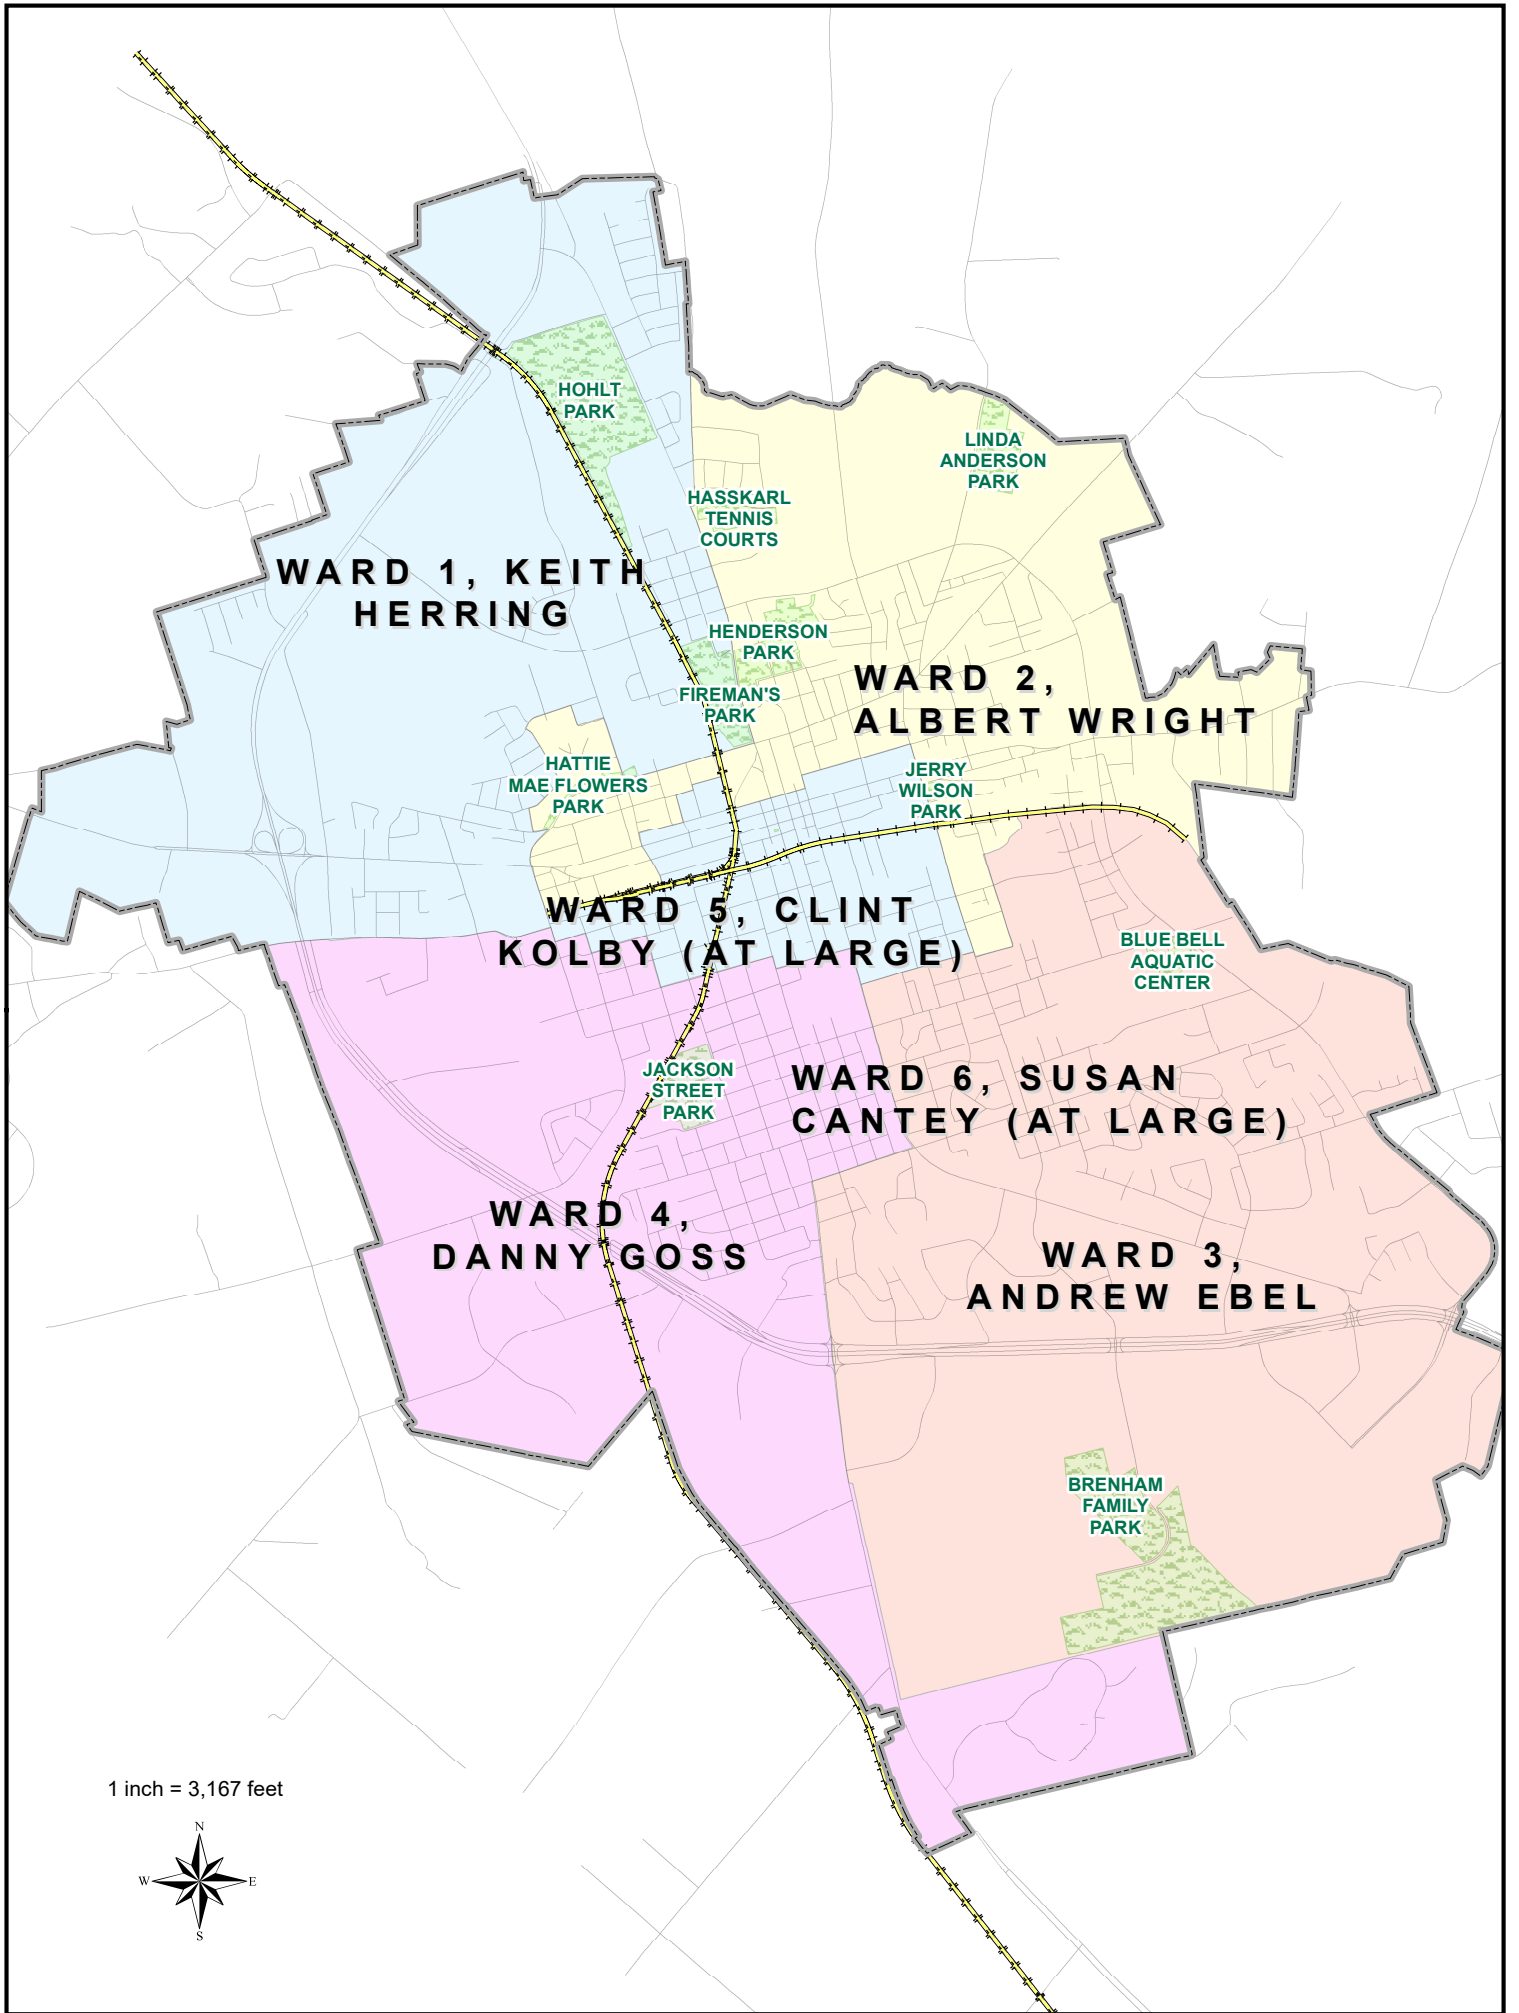 HOHLT
PARK
LINDA
ANDERSON
PARK
HASSKARL
TENNIS
COURTS
WARD 1, KEITH
HERRING
HENDERSON
PARK
FIREMAN'S
PARK
WARD 2,
ALBERT WRIGHT
HATTIE
MAE FLOWERS
PARK
JERRY
WILSON
PARK
WARD 5, CLINT
KOLBY (AT LARGE)
BLUE BELL
AQUATIC
CENTER
JACKSON
STREET
PARK
WARD 6, SUSAN
CANTEY (AT LARGE)
WARD 4,
DANNY GOSS
WARD 3,
ANDREW EBEL
BRENHAM
FAMILY
PARK
1 inch = 3,167 feet
N
W
E
S